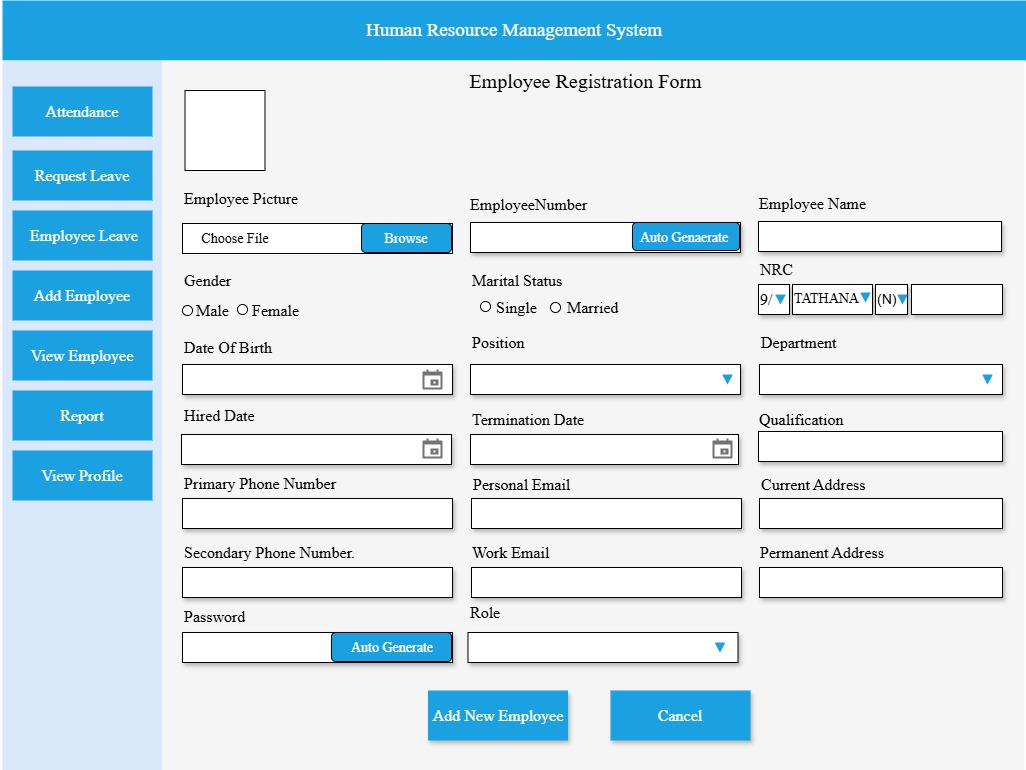 Human Resource Management System
Attendance
Request Leave
Employee Leave
Add Employee
View Employee
Report
View Profile
Employee Registration Form
Employee Picture
EmployeeNumber
Employee Name
Choose File
Browse
Auto Genaerate
Gender
Marital Status
NRC
Male
Female
Single
Married
9/
TATHANA
(N)
Date Of Birth
Position
Department
Hired Date
Termination Date
Qualification
Primary Phone Number
Personal Email
Current Address
Secondary Phone Number.
Work Email
Permanent Address
Password
Role
Auto Generate
Add New Employee
Cancel